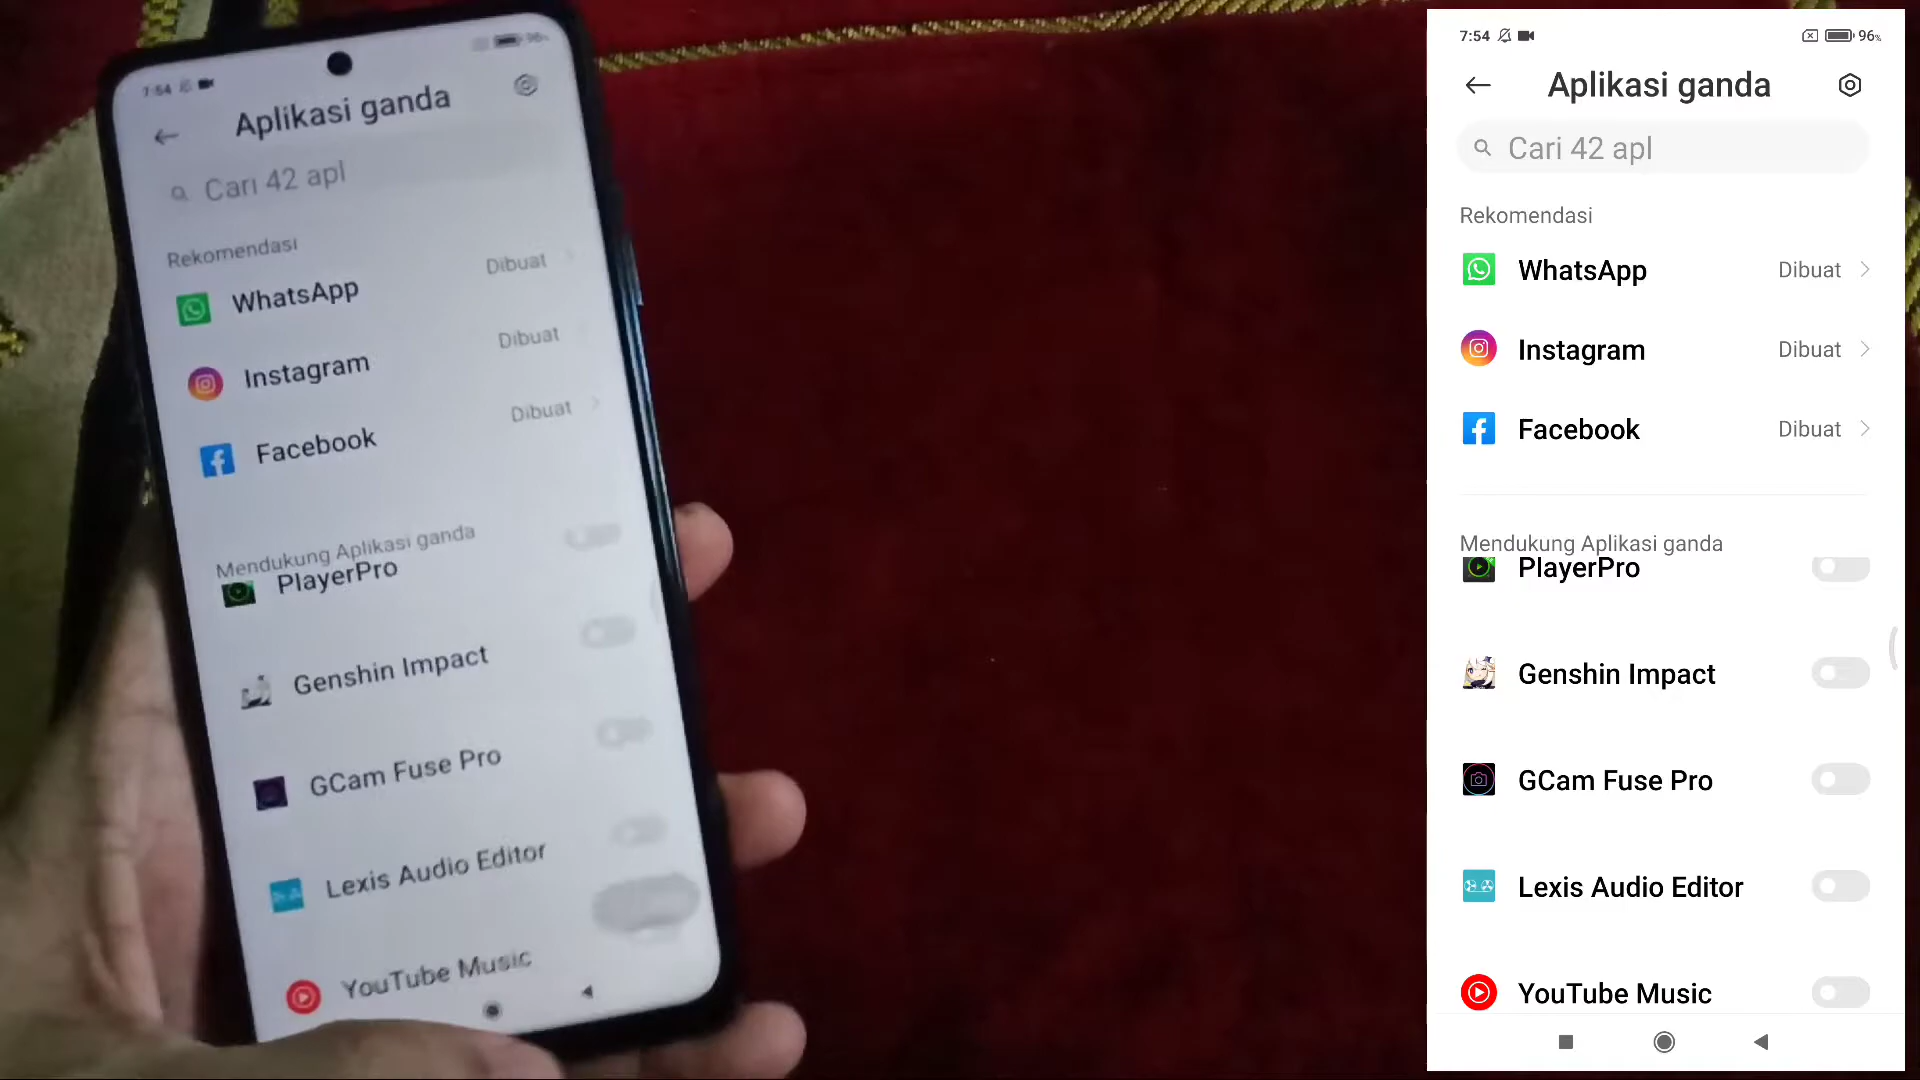 7:54
96%
Aplikasi ganda
Cari 42 apl
Rekomendasi
WhatsApp
Dibuat
Instagram
Dibuat
Facebook
Dibuat
Mendukung Aplikasi ganda
PlayerPro
Genshin Impact
GCam Fuse Pro
Lexis Audio Editor
YouTube Music
7:54
96%
Aplikasi ganda
Cari 42 apl
Rekomendasi
WhatsApp
Dibuat
Instagram
Dibuat
Facebook
Dibuat
Mendukung Aplikasi ganda
PlayerPro
Genshin Impact
GCam Fuse Pro
Lexis Audio Editor
YouTube Music